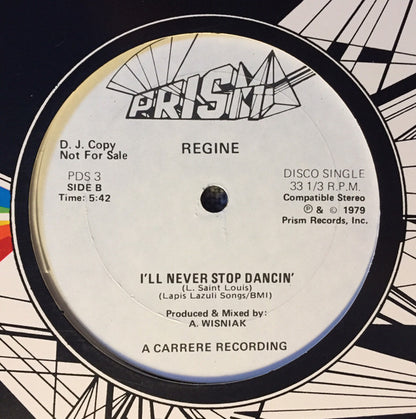 PRISM
D. J. Copy
Not For Sale
REGINE
PDS 3
SIDE B
Time: 5:42
DISCO SINGLE
33 1/3 R.P.M.
Compatible Stereo
Ⓟ & © 1979
Prism Records, Inc.
I'LL NEVER STOP DANCIN'
(L. Saint Louis)
(Lapis Lazuli Songs/BMI)
Produced & Mixed by:
A. WISNIAK
A CARRERE RECORDING